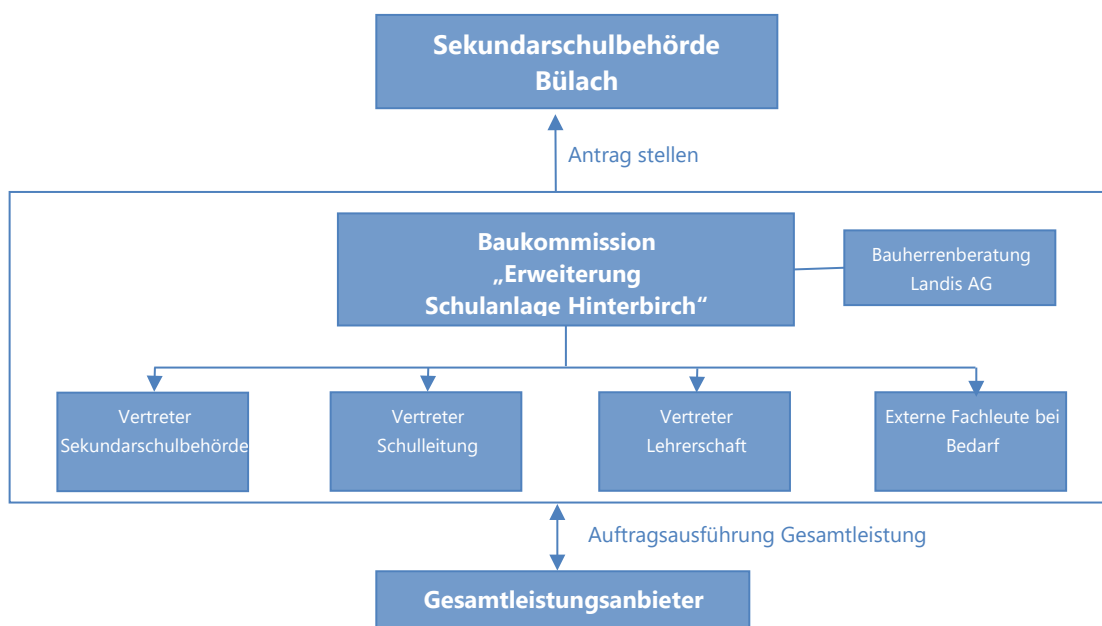 Sekundarschulbehörde
Bülach
Antrag stellen
Baukommission
„Erweiterung
Schulanlage Hinterbirch“
Bauherrenberatung
Landis AG
Vertreter
Sekundarschulbehörde
Vertreter
Schulleitung
Vertreter
Lehrerschaft
Externe Fachleute bei
Bedarf
Auftragsausführung Gesamtleistung
Gesamtleistungsanbieter